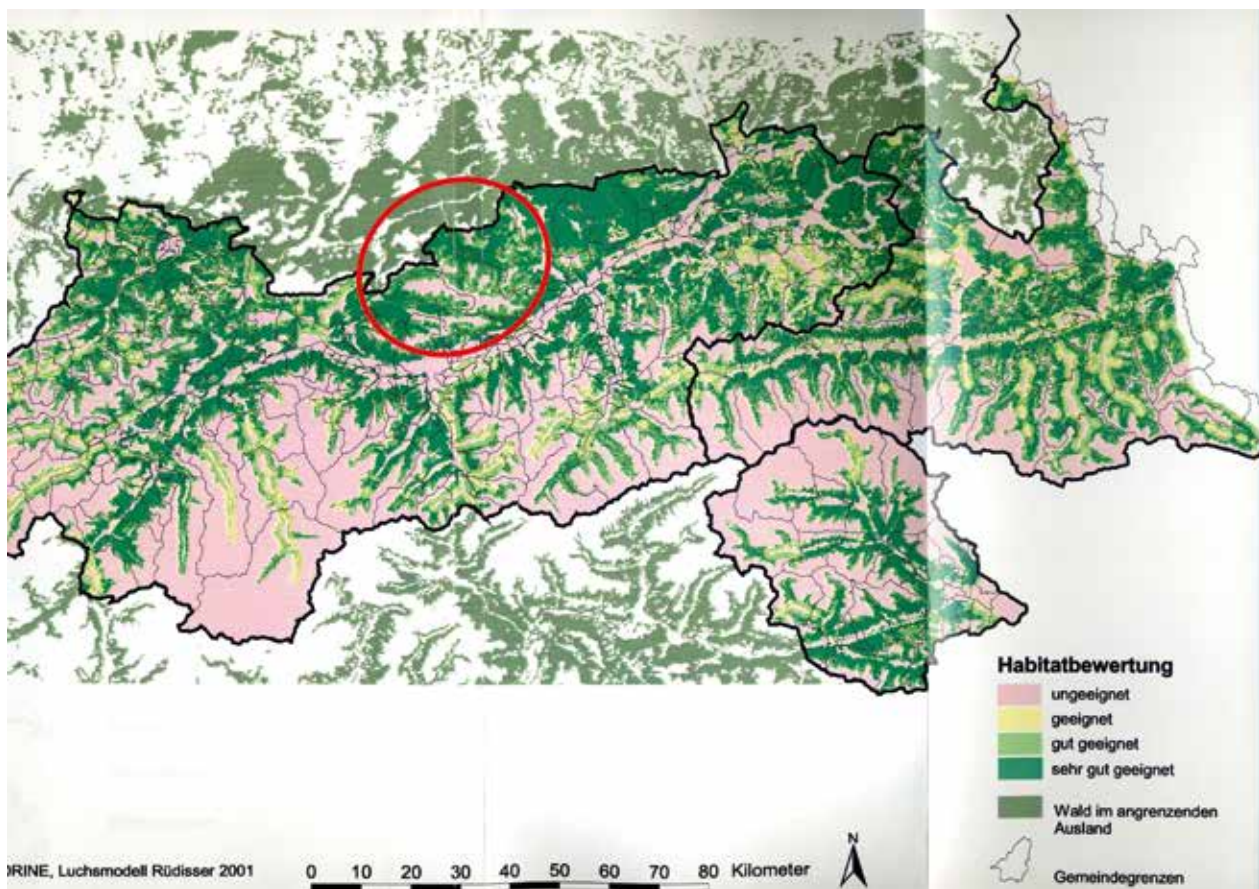 Habitatbewertung
ungeeignet
geeignet
gut geeignet
sehr gut geeignet
Wald im angrenzenden
Ausland
Gemeindegrenzen
N
ORINE, Luchsmodell Rüdisser 2001
0 10 20 30 40 50 60 70 80 Kilometer